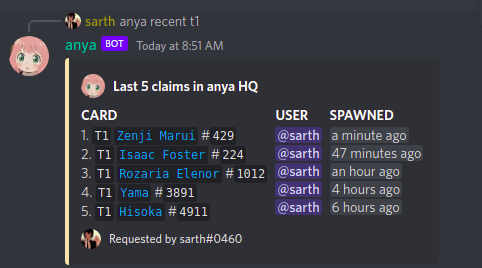 sarth anya recent t1
anya BOT Today at 8:51 AM
Last 5 claims in anya HQ
CARD USER SPAWNED
1. T1 Zenji Marui #429 @sarth a minute ago
2. T1 Isaac Foster #224 @sarth 47 minutes ago
3. T1 Rozaria Elenor #1012 @sarth an hour ago
4. T1 Yama #3891 @sarth 4 hours ago
5. T1 Hisoka #4911 @sarth 6 hours ago
Requested by sarth#0460